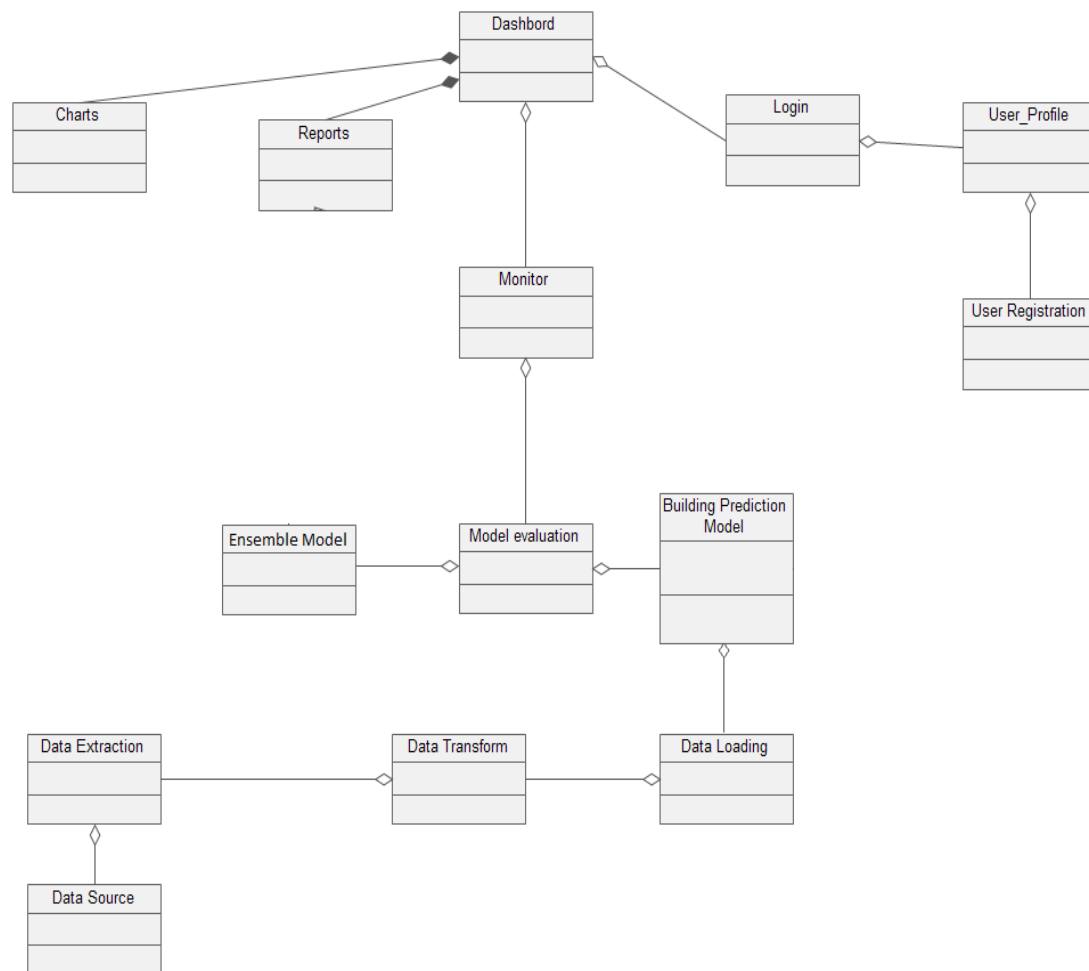 Dashbord
Charts
Reports
Login
User_Profile
Monitor
User Registration
Ensemble Model
Model evaluation
Building Prediction
Model
Data Extraction
Data Transform
Data Loading
Data Source